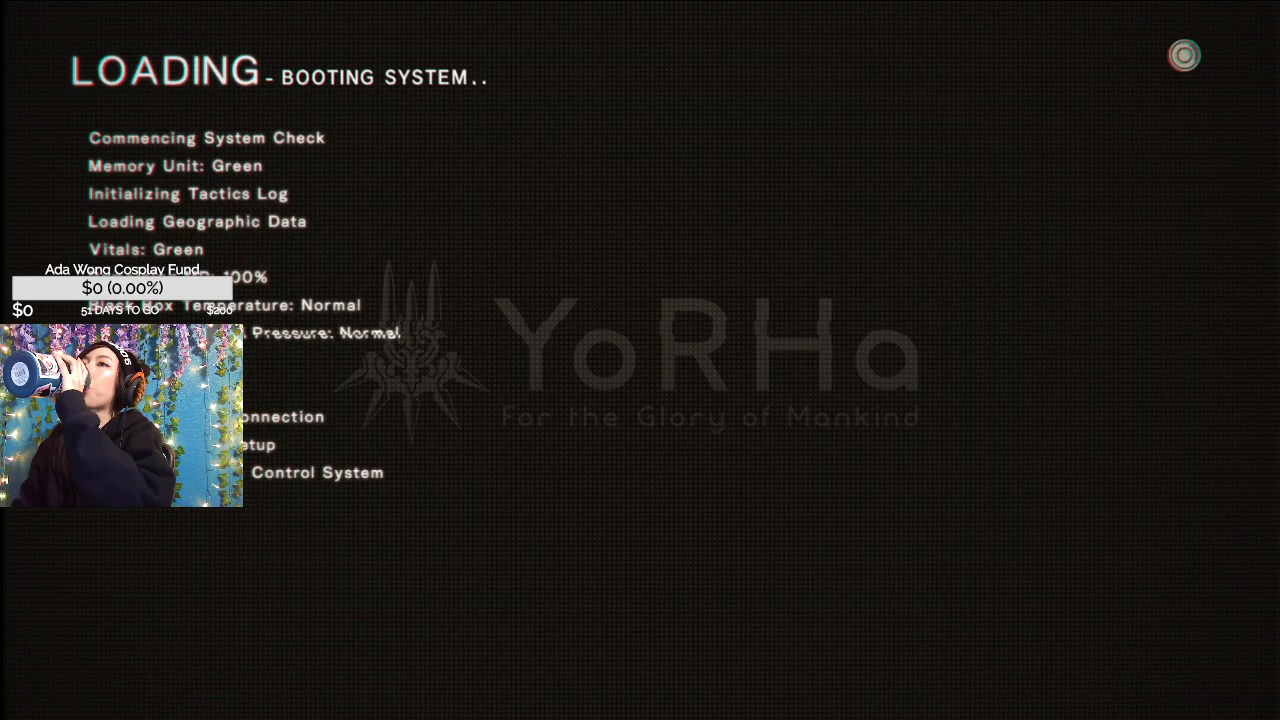 LOADING - BOOTING SYSTEM..
Commencing System Check
Memory Unit: Green
Initializing Tactics Log
Loading Geographic Data
Vitals: Green
100%
Ada Wong Cosplay Fund
$0 (0.00%)
Black Box Temperature: Normal
$0 51 DAYS TO GO $200
Pressure: Normal
YoRHa
For the Glory of Mankind
onnection
etup
Control System